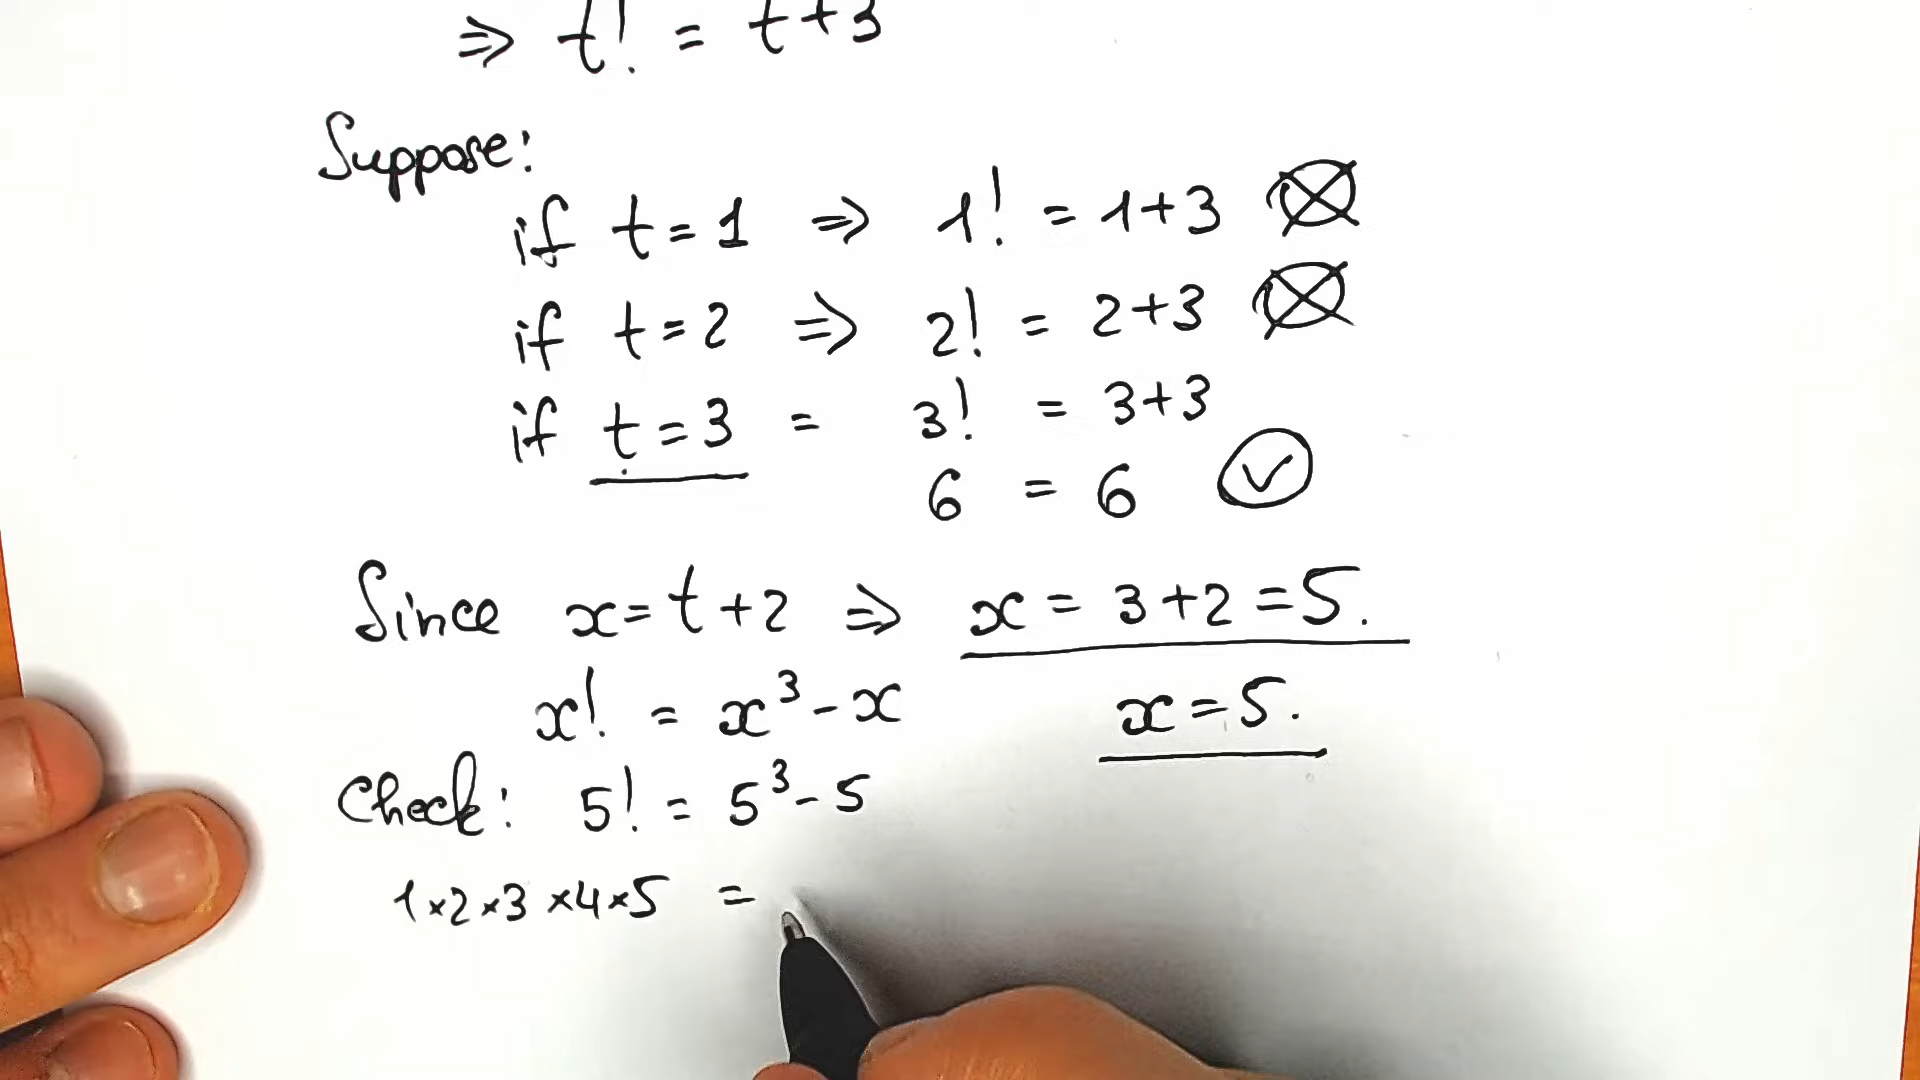 ⇒ t! = t+3
Suppose:
if t=1 ⇒ 1! = 1+3
if t=2 ⇒ 2! = 2+3
if t=3 = 3! = 3+3
6 = 6 ✓
Since x=t+2 ⇒ x = 3+2=5.
x! = x³-x x=5.
Check: 5! = 5³-5
1×2×3×4×5 =